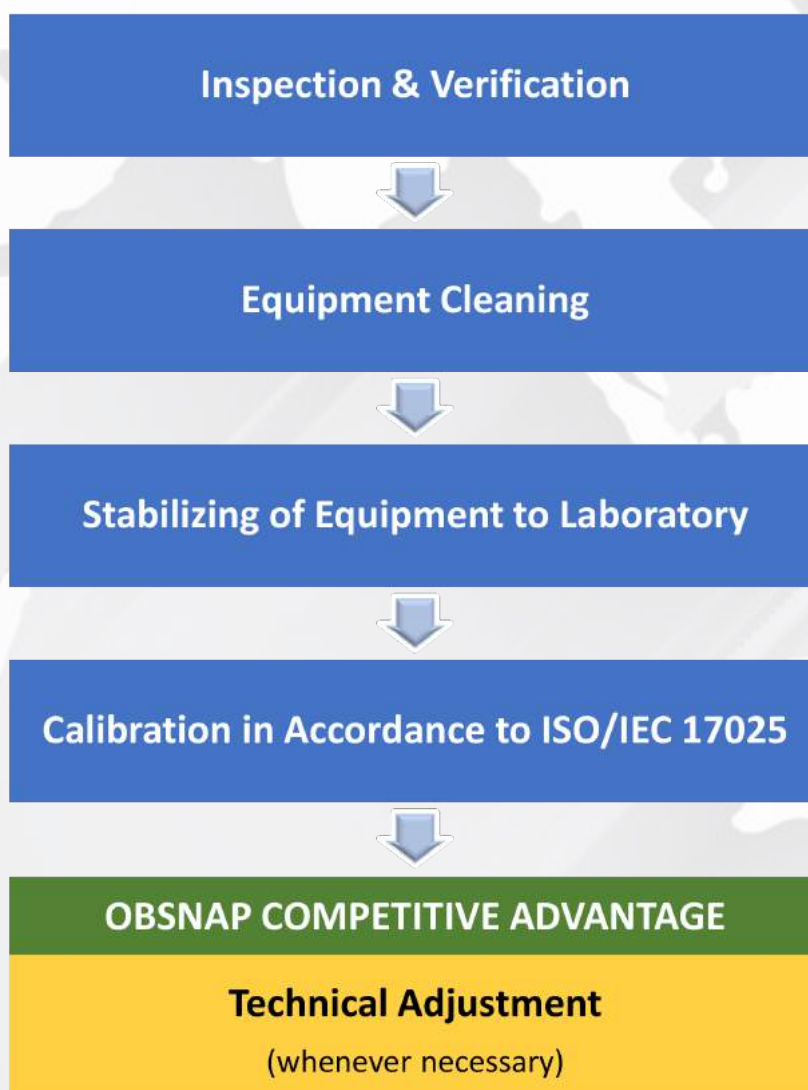 Inspection & Verification
Equipment Cleaning
Stabilizing of Equipment to Laboratory
Calibration in Accordance to ISO/IEC 17025
OBSNAP COMPETITIVE ADVANTAGE
Technical Adjustment
(whenever necessary)